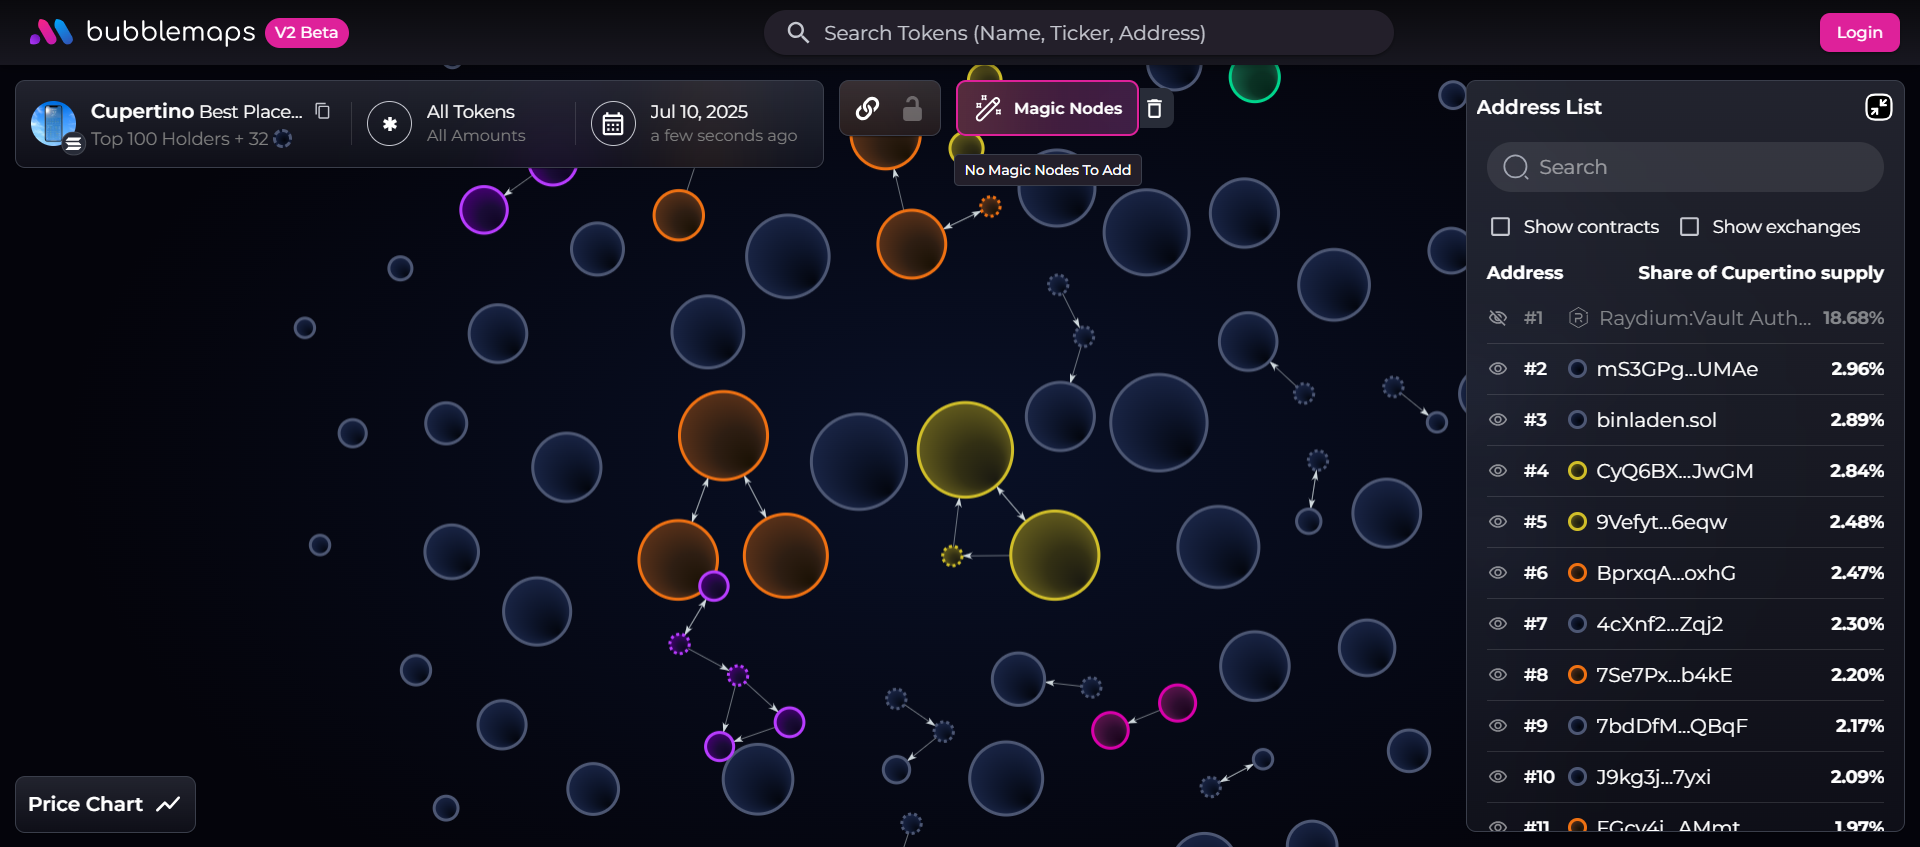 bubblemaps V2 Beta
Search Tokens (Name, Ticker, Address)
Login
Cupertino Best Place...
Top 100 Holders + 32
All Tokens
All Amounts
Jul 10, 2025
a few seconds ago
Magic Nodes
No Magic Nodes To Add
Address List
Search
Show contracts
Show exchanges
Address Share of Cupertino supply
#1 Raydium:Vault Auth... 18.68%
#2 mS3GPg...UMAe 2.96%
#3 binladen.sol 2.89%
#4 CyQ6BX...JwGM 2.84%
#5 9Vefyt...6eqw 2.48%
#6 BprxqA...oxhG 2.47%
#7 4cXnf2...Zqj2 2.30%
#8 7Se7Px...b4kE 2.20%
#9 7bdDfM...QBqF 2.17%
#10 J9kg3j...7yxi 2.09%
#11 1.97%
Price Chart